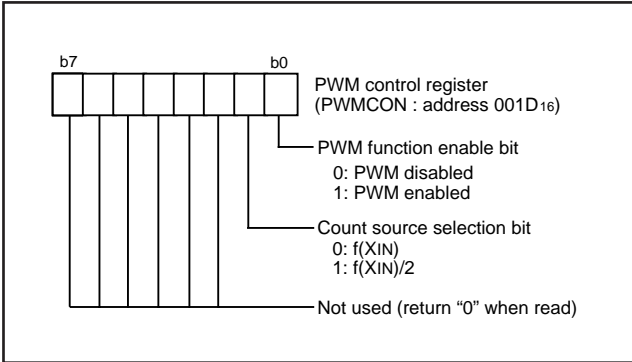 b7 b0
PWM control register
(PWMCON : address 001D16)
PWM function enable bit
0: PWM disabled
1: PWM enabled
Count source selection bit
0: f(XIN)
1: f(XIN)/2
Not used (return “0” when read)